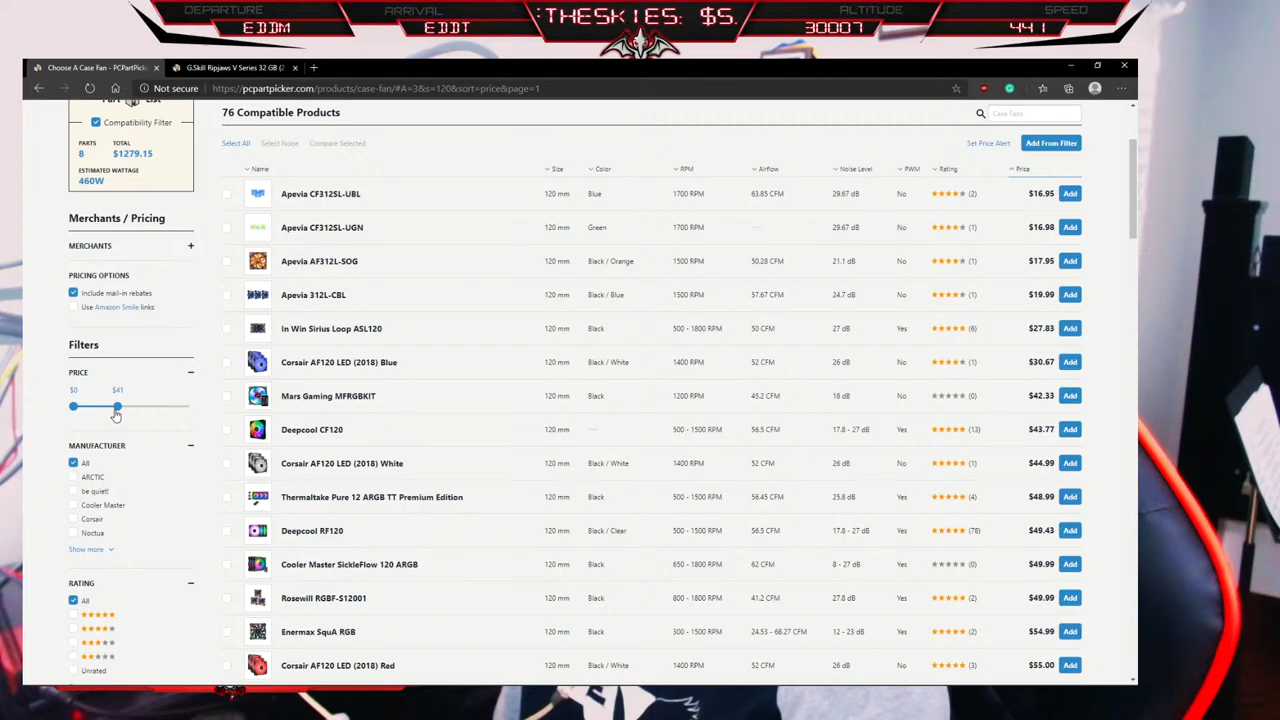 DEPARTURE
EDDM
ARRIVAL
EDDT
THESKIES: $5.
ALTITUDE
30007
SPEED
441
Choose A Case Fan - PCPartPick
G.Skill Ripjaws V Series 32 GB (2
Not secure
https://pcpartpicker.com/products/case-fan/#A=3&s=120&sort=price&page=1
Part List
Compatibility Filter
PARTS TOTAL
8 $1279.15
ESTIMATED WATTAGE
460W
Merchants / Pricing
MERCHANTS +
PRICING OPTIONS
Include mail-in rebates
Use Amazon Smile links
Filters
PRICE −
$0 $41
MANUFACTURER −
All
ARCTIC
be quiet!
Cooler Master
Corsair
Noctua
Show more
RATING −
All
Unrated
76 Compatible Products
Case Fans
Select All Select None Compare Selected
Set Price Alert Add From Filter
Name Size Color RPM Airflow Noise Level PWM Rating Price
Apevia CF312SL-UBL 120 mm Blue 1700 RPM 63.85 CFM 29.67 dB No (2) $16.95 Add
Apevia CF312SL-UGN 120 mm Green 1700 RPM 29.67 dB No (1) $16.98 Add
Apevia AF312L-SOG 120 mm Black / Orange 1500 RPM 50.28 CFM 21.1 dB No (1) $17.95 Add
Apevia 312L-CBL 120 mm Black / Blue 1500 RPM 57.67 CFM 24.7 dB No (1) $19.99 Add
In Win Sirius Loop ASL120 120 mm Black 500 - 1800 RPM 50 CFM 27 dB Yes (6) $27.83 Add
Corsair AF120 LED (2018) Blue 120 mm Black / White 1400 RPM 52 CFM 26 dB No (1) $30.67 Add
Mars Gaming MFRGBKIT 120 mm Black 1200 RPM 45.2 CFM 18 dB No (0) $42.33 Add
Deepcool CF120 120 mm 500 - 1500 RPM 56.5 CFM 17.8 - 27 dB Yes (13) $43.77 Add
Corsair AF120 LED (2018) White 120 mm Black / White 1400 RPM 52 CFM 26 dB No (1) $44.99 Add
Thermaltake Pure 12 ARGB TT Premium Edition 120 mm Black 500 - 1500 RPM 56.45 CFM 25.8 dB Yes (4) $48.99 Add
Deepcool RF120 120 mm Black / Clear 500 - 1500 RPM 56.5 CFM 17.8 - 27 dB Yes (78) $49.43 Add
Cooler Master SickleFlow 120 ARGB 120 mm Black 650 - 1800 RPM 62 CFM 8 - 27 dB Yes (0) $49.99 Add
Rosewill RGBF-S12001 120 mm Black 800 - 1800 RPM 41.2 CFM 27.8 dB Yes (2) $49.99 Add
Enermax SquA RGB 120 mm Black 300 - 1500 RPM 24.53 - 68.27 CFM 12 - 23 dB Yes (2) $54.99 Add
Corsair AF120 LED (2018) Red 120 mm Black / White 1400 RPM 52 CFM 26 dB No (3) $55.00 Add